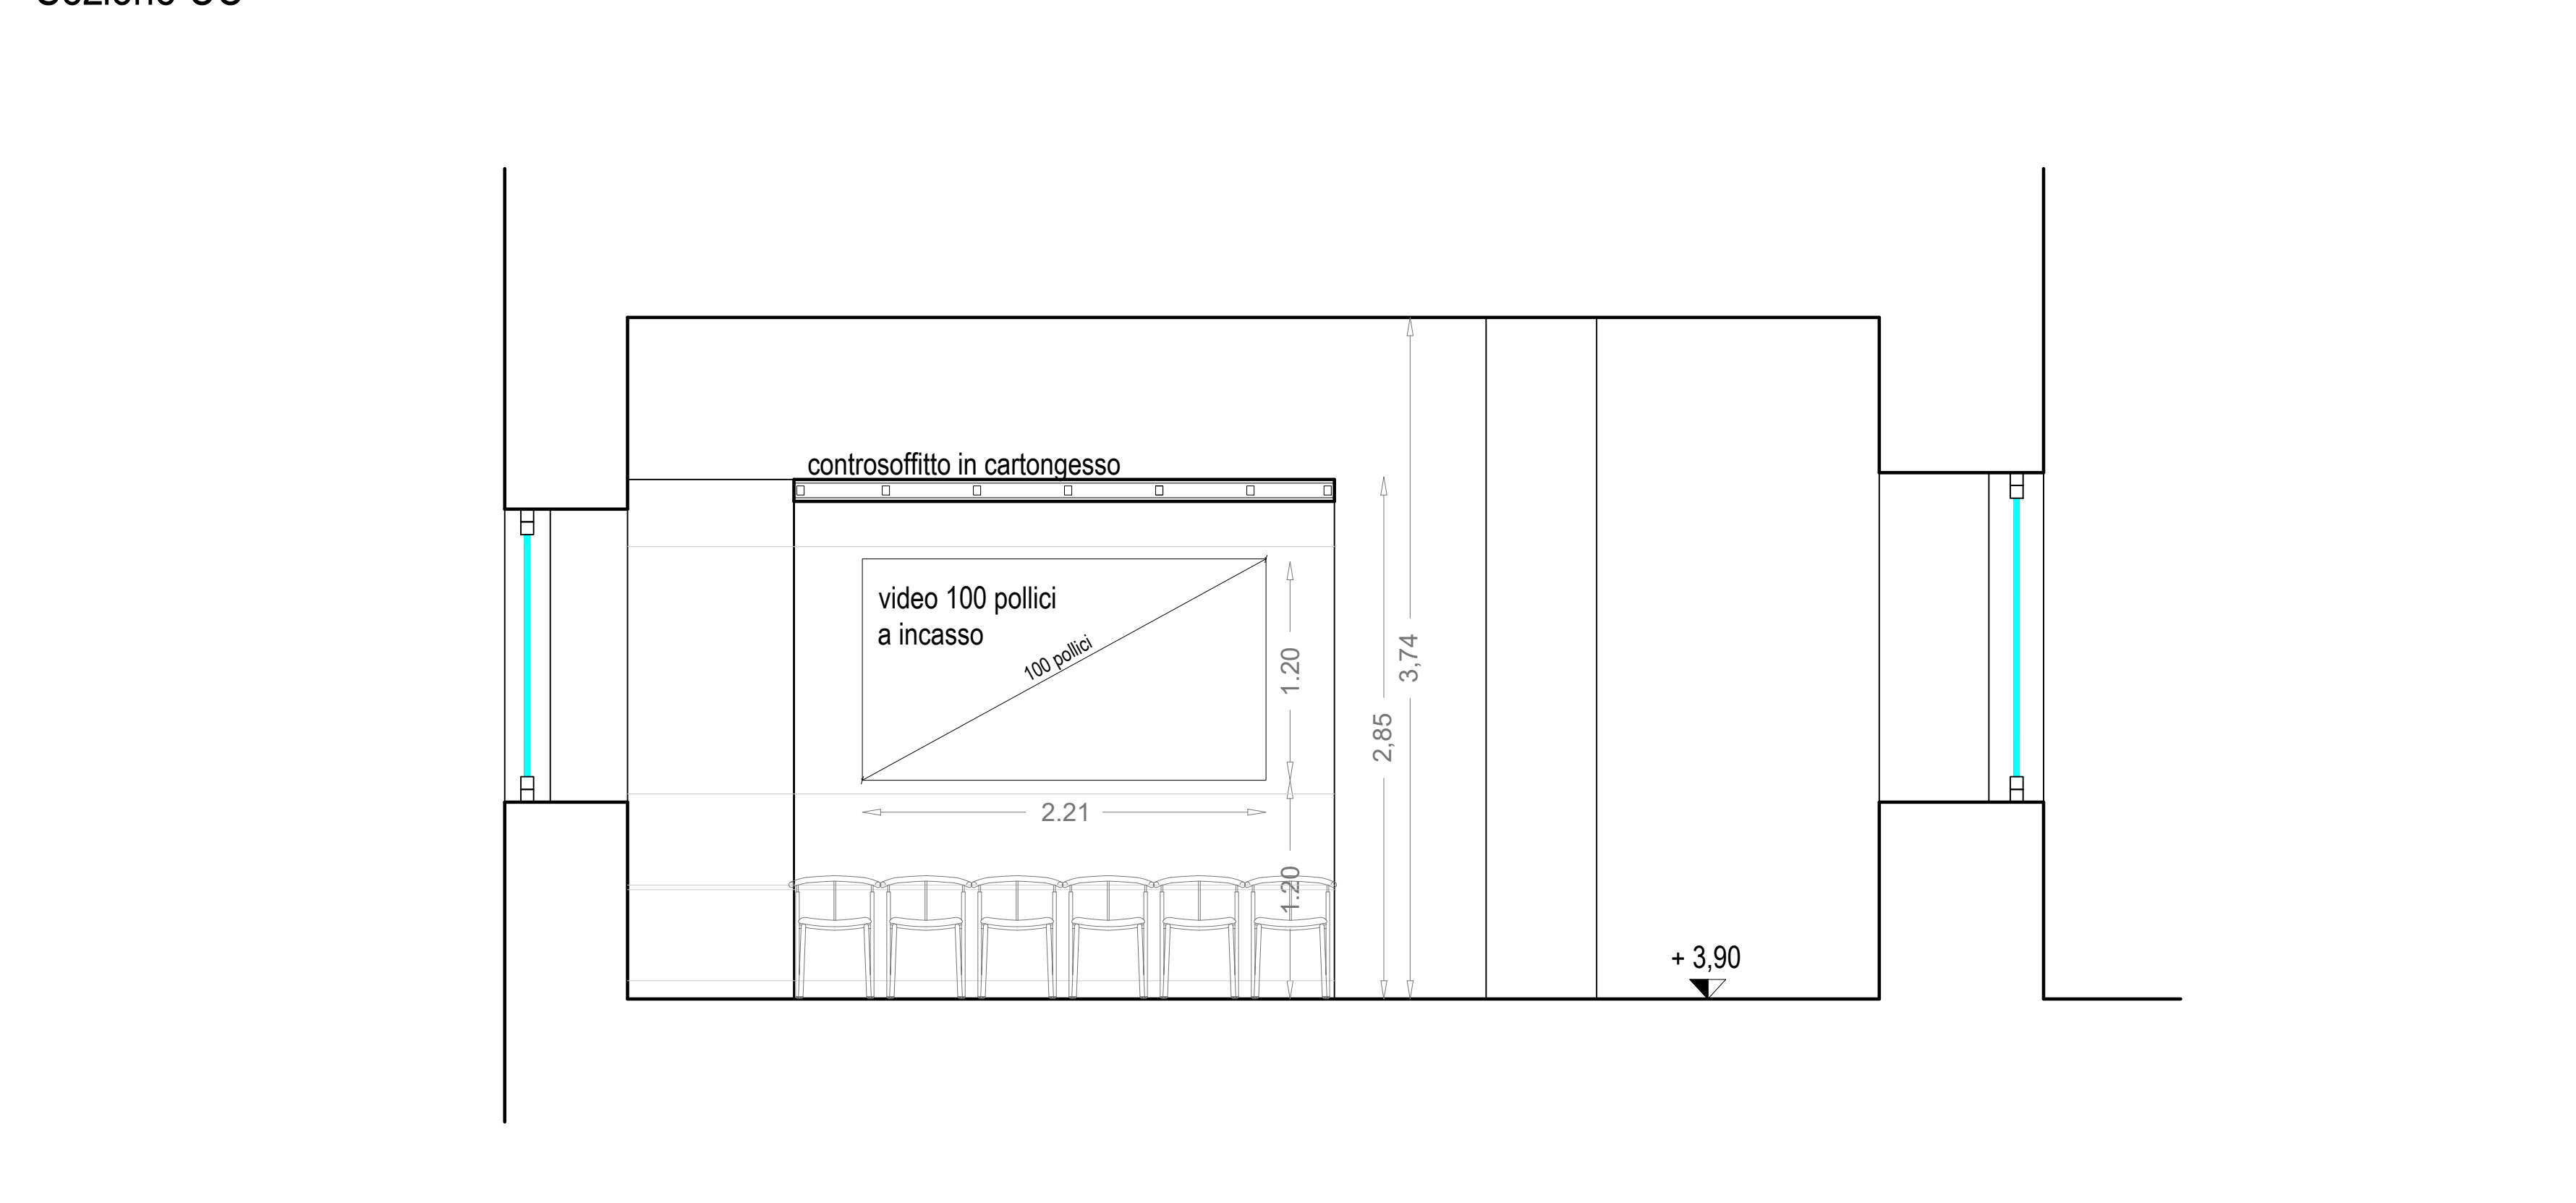 controsoffitto in cartongesso
video 100 pollici
a incasso
100 pollici
1.20
3,74
2,85
2.21
1.20
+ 3,90